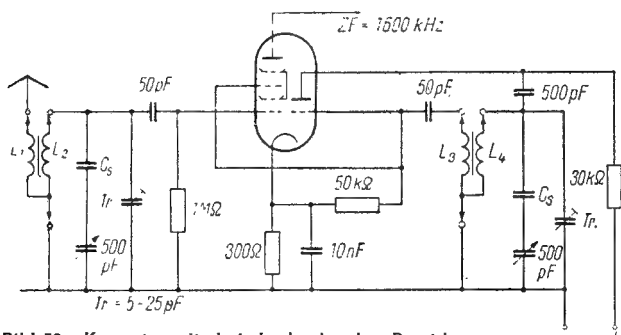 ZF = 1600 kHz
50pF
50pF
500pF
L1
L2
Cs
Tr
500
pF
1MΩ
300Ω
10nF
50kΩ
L3
L4
Cs
Tr.
500
pF
30kΩ
Tr = 5-25pF